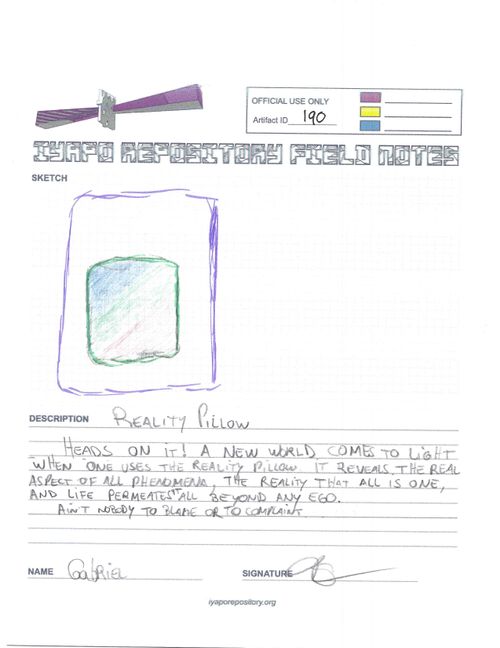 OFFICIAL USE ONLY
Artifact ID 190
IYAPO REPOSITORY FIELD NOTES
SKETCH
DESCRIPTION REALITY PILLOW
HEADS ON IT! A NEW WORLD COMES TO LIGHT
WHEN ONE USES THE REALITY PILLOW. IT REVEALS THE REAL
ASPECT OF ALL PHENOMENA, THE REALITY THAT ALL IS ONE,
AND LIFE PERMEATES IT ALL BEYOND ANY EGO.
AIN'T NOBODY TO BLAME OR TO COMPLAINT.
NAME Gabriel SIGNATURE
iyaporepository.org